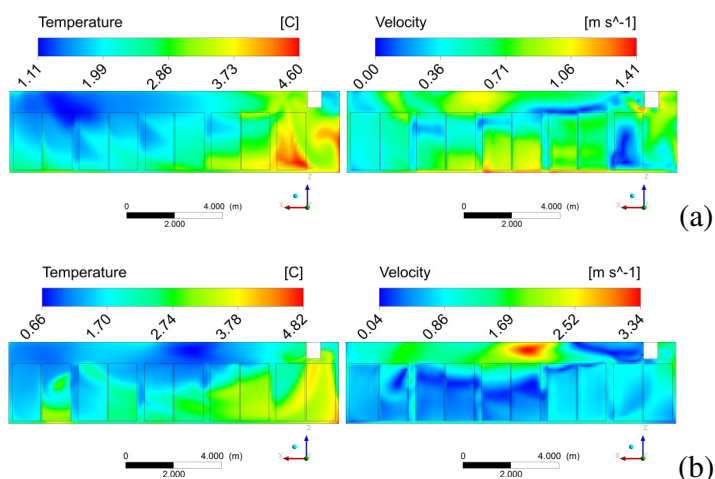 Temperature [C] Velocity [m s^-1]
1.11 1.99 2.86 3.73 4.60 0.00 0.36 0.71 1.06 1.41
0 4.000 (m) 0 4.000 (m)
2.000 2.000
Z X Z X
(a)
Temperature [C] Velocity [m s^-1]
0.66 1.70 2.74 3.78 4.82 0.04 0.86 1.69 2.52 3.34
0 4.000 (m) 0 4.000 (m)
2.000 2.000
Z X Z X
(b)